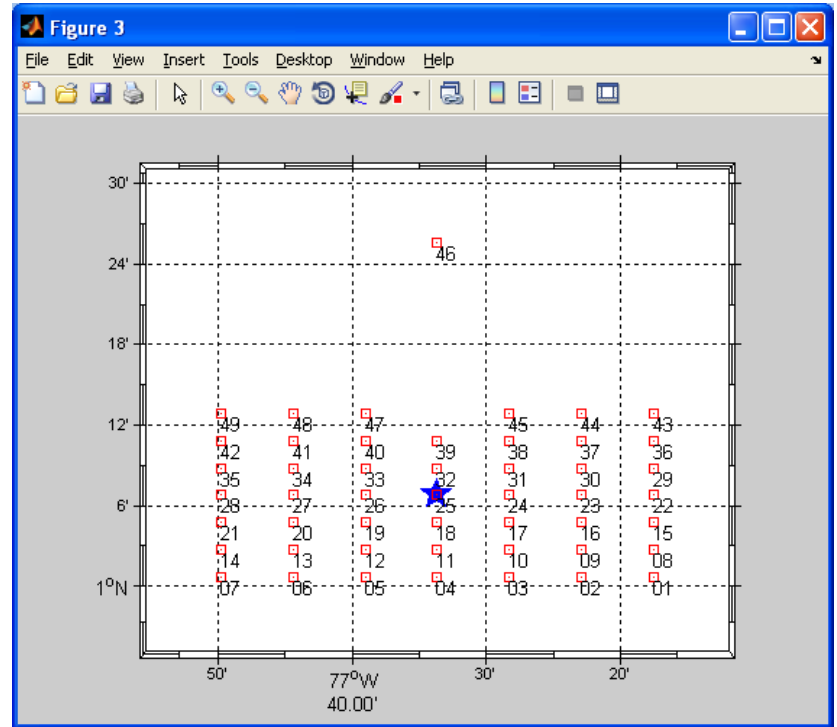 Figure 3
File Edit View Insert Tools Desktop Window Help
30'
46
24'
18'
12'
49 48 47 45 44 43
42 41 40 39 38 37 36
35 34 33 32 31 30 29
6'
28 27 26 25 24 23 22
21 20 19 18 17 16 15
14 13 12 11 10 09 08
1°N
07 06 05 04 03 02 01
50' 77°W 30' 20'
40.00'